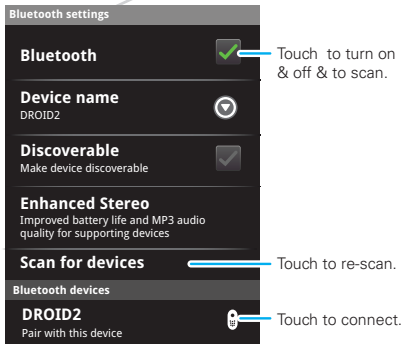 Bluetooth settings
Bluetooth
Touch to turn on
& off & to scan.
Device name
DROID2
Discoverable
Make device discoverable
Enhanced Stereo
Improved battery life and MP3 audio
quality for supporting devices
Scan for devices
Touch to re-scan.
Bluetooth devices
DROID2
Pair with this device
Touch to connect.